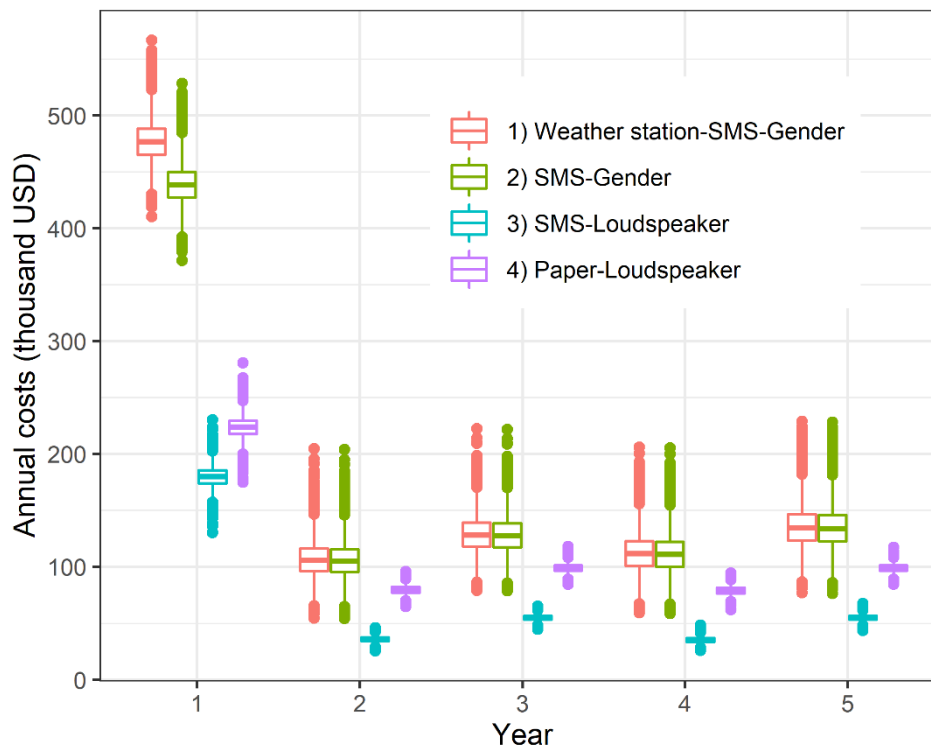 Annual costs (thousand USD)
500
400
300
200
100
0
1) Weather station-SMS-Gender
2) SMS-Gender
3) SMS-Loudspeaker
4) Paper-Loudspeaker
1 2 3 4 5
Year